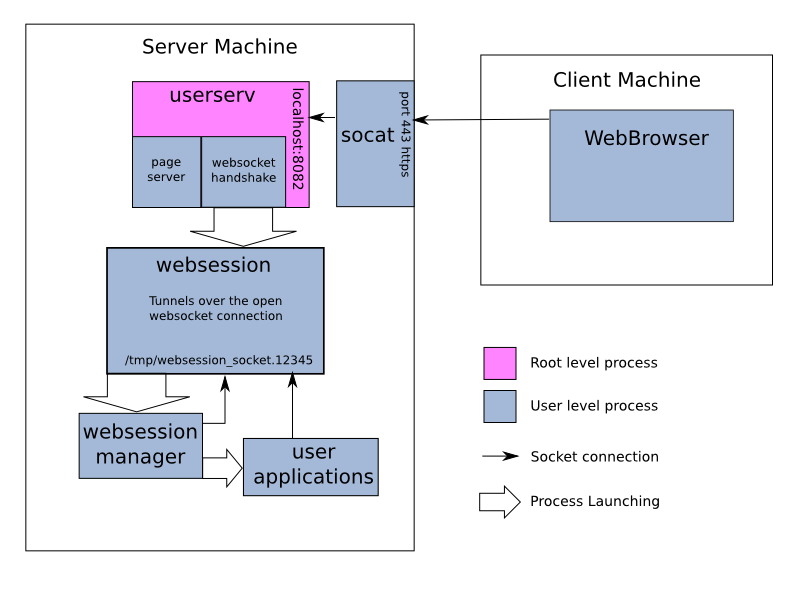 Server Machine
userserv
localhost:8082
page
server
websocket
handshake
socat
port 443 https
Client Machine
WebBrowser
websession
Tunnels over the open
websocket connection
/tmp/websession_socket.12345
websession
manager
user
applications
Root level process
User level process
Socket connection
Process Launching